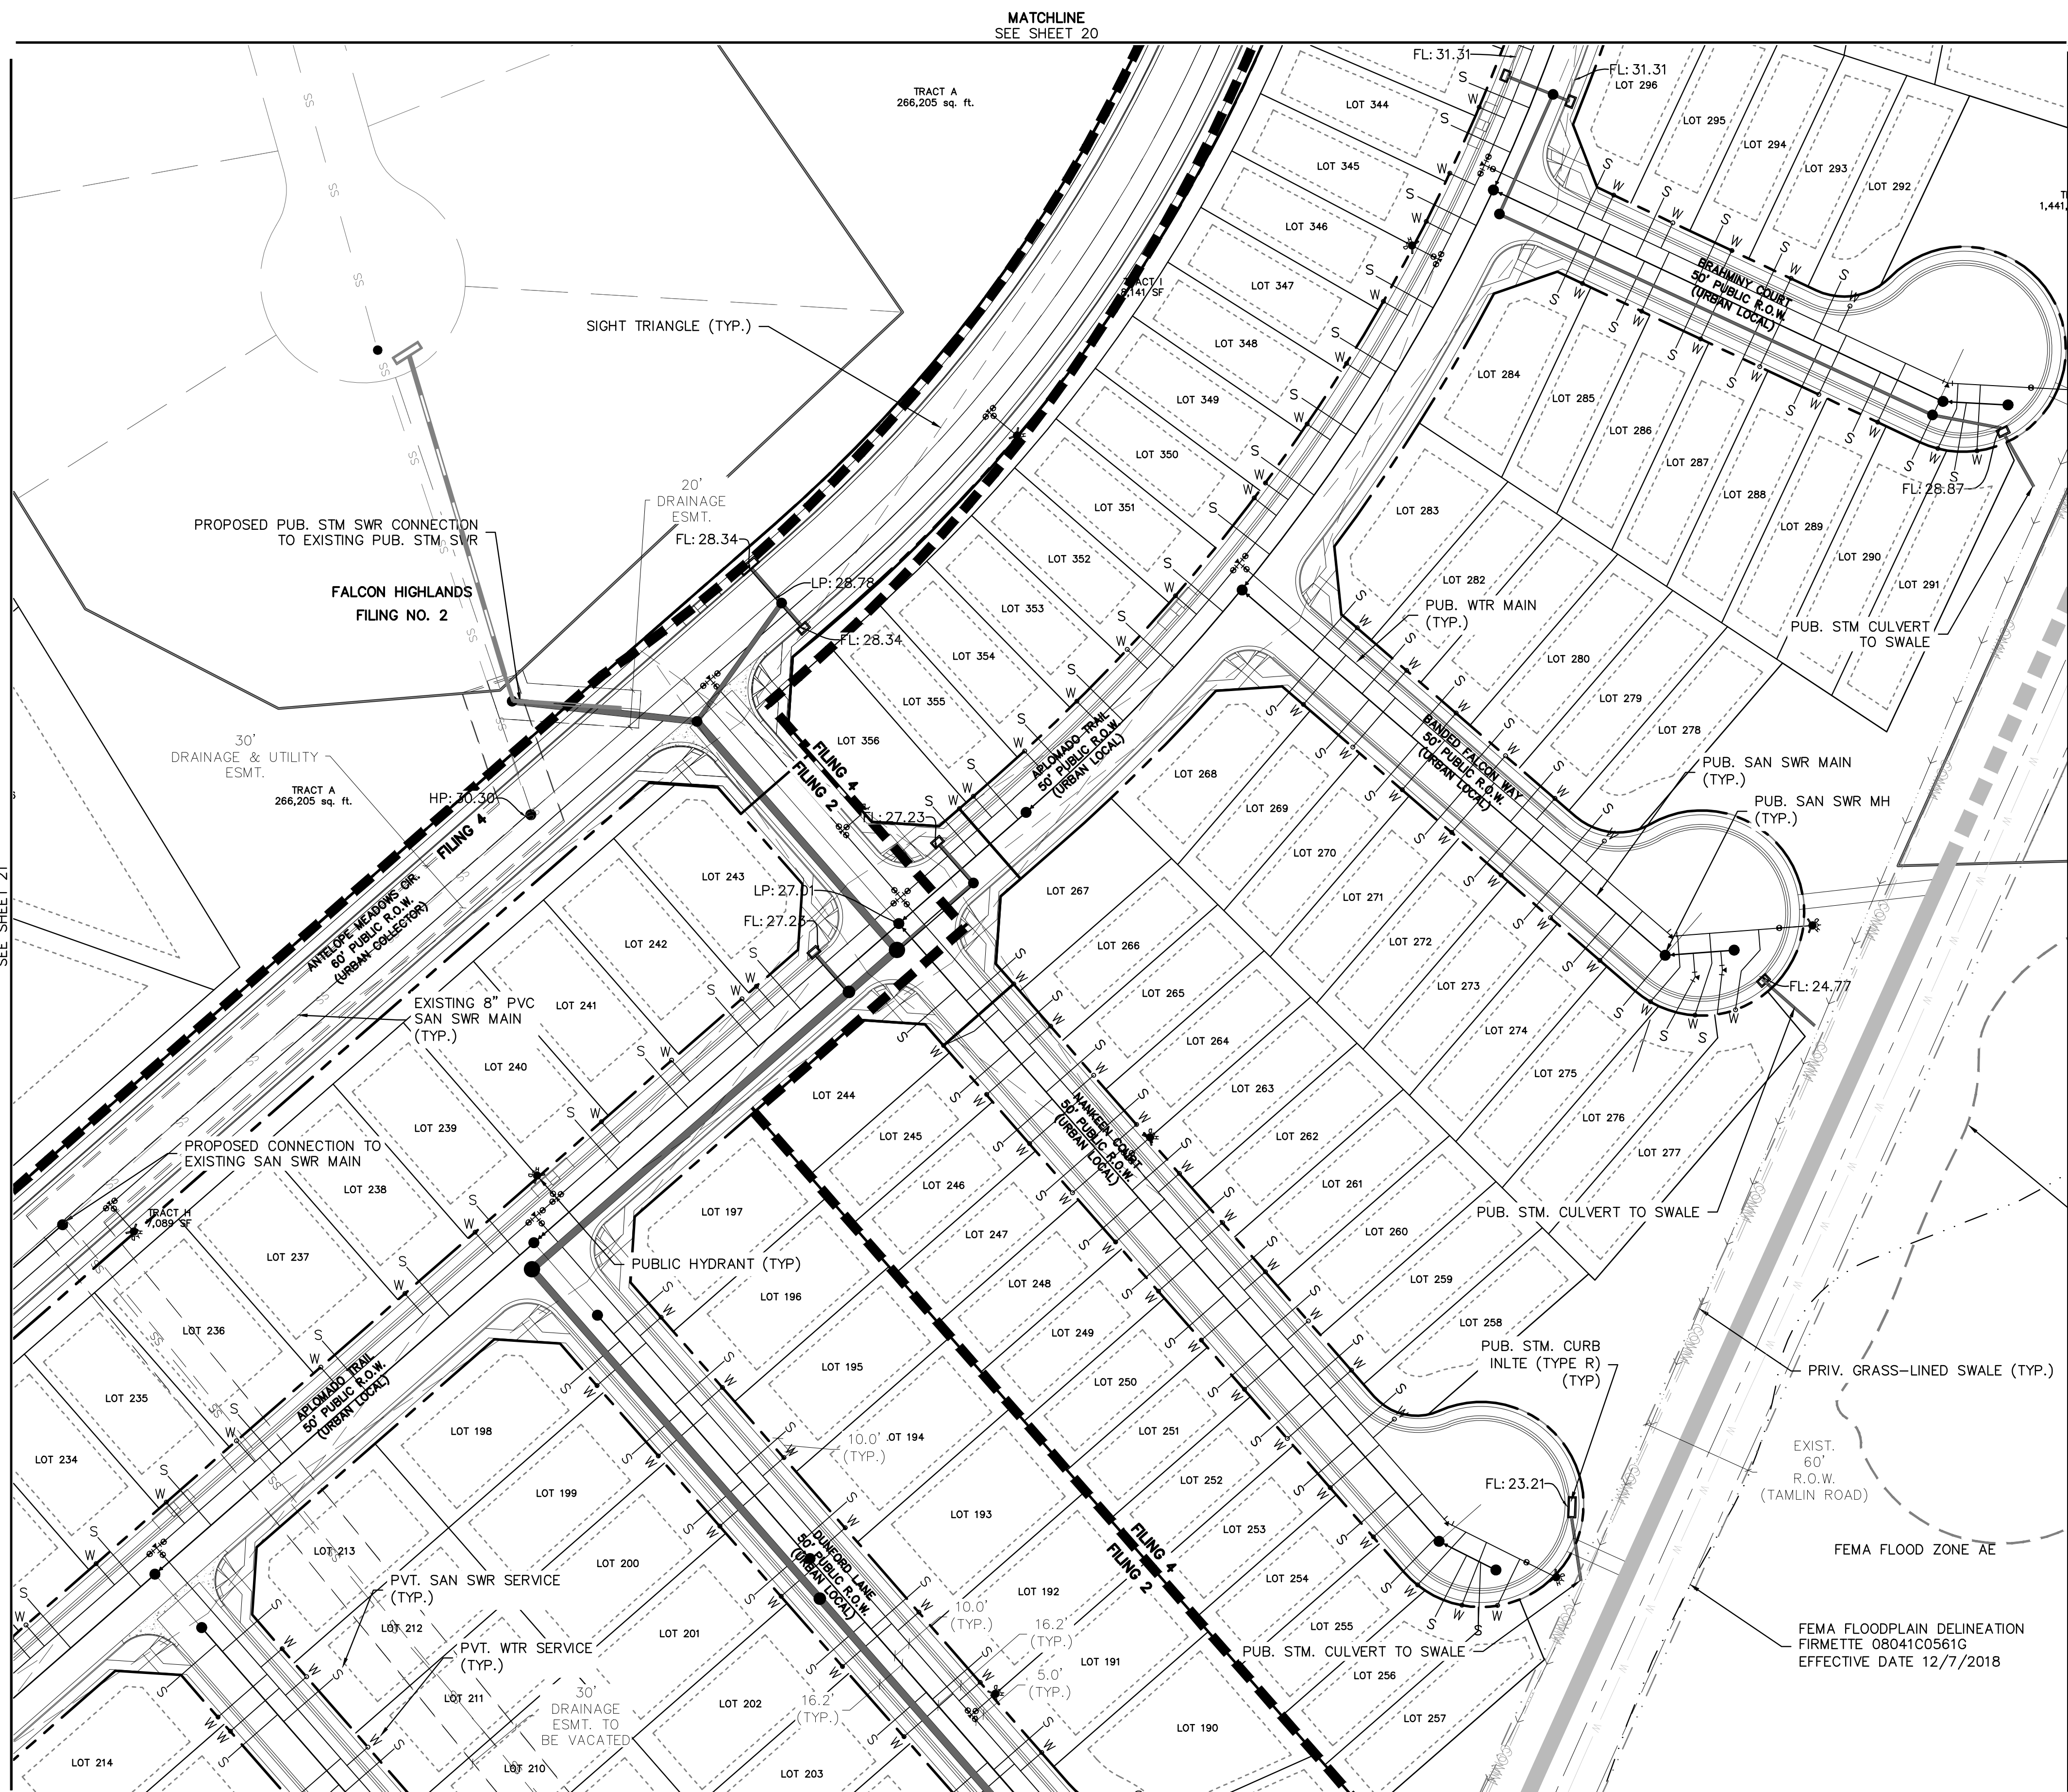 MATCHLINE
SEE SHEET 20
SEE SHEET 21
TRACT A
266,205 sq. ft.
SIGHT TRIANGLE (TYP.)
20'
DRAINAGE
ESMT.
PROPOSED PUB. STM SWR CONNECTION
TO EXISTING PUB. STM SWR
FALCON HIGHLANDS
FILING NO. 2
FL: 28.34
LP: 28.78
FL: 28.34
30'
DRAINAGE & UTILITY
ESMT.
TRACT A
266,205 sq. ft.
HP: 30.30
FILING 4
ANTELOPE MEADOWS CIR.
60' PUBLIC R.O.W.
(URBAN COLLECTOR)
EXISTING 8" PVC
SAN SWR MAIN
(TYP.)
PROPOSED CONNECTION TO
EXISTING SAN SWR MAIN
TRACT H
7,089 SF
FL: 31.31
FL: 31.31
LOT 296
LOT 295
LOT 294
LOT 293
LOT 292
1,441,
LOT 344
LOT 345
LOT 346
LOT 347
LOT 348
LOT 349
LOT 350
LOT 351
LOT 352
LOT 353
LOT 354
LOT 355
LOT 356
BRAHMINY COURT
50' PUBLIC R.O.W.
(URBAN LOCAL)
LOT 284
LOT 285
LOT 286
LOT 287
LOT 288
LOT 289
LOT 290
LOT 291
FL: 28.87
LOT 283
LOT 282
PUB. WTR MAIN
(TYP.)
PUB. STM CULVERT
TO SWALE
LOT 280
LOT 279
LOT 278
BANDED FALCON WAY
50' PUBLIC R.O.W.
(URBAN LOCAL)
PUB. SAN SWR MAIN
(TYP.)
PUB. SAN SWR MH
(TYP.)
FILING 4
FILING 2
APLOMADO TRAIL
50' PUBLIC R.O.W
(URBAN LOCAL)
FL: 27.23
LP: 27.01
FL: 27.23
LOT 268
LOT 269
LOT 270
LOT 271
LOT 272
LOT 273
LOT 274
LOT 275
LOT 276
LOT 277
FL: 24.77
LOT 267
LOT 266
LOT 265
LOT 264
LOT 263
LOT 262
LOT 261
LOT 260
LOT 259
LOT 258
LOT 243
LOT 242
LOT 241
LOT 240
LOT 239
LOT 238
LOT 237
LOT 236
LOT 235
LOT 234
NANKEEN COURT
50' PUBLIC R.O.W.
(URBAN LOCAL)
LOT 244
LOT 245
LOT 246
LOT 247
LOT 248
LOT 249
LOT 250
LOT 251
LOT 252
LOT 253
LOT 254
LOT 255
LOT 256
LOT 257
PUB. STM. CULVERT TO SWALE
PUB. STM. CURB
INLTE (TYPE R)
(TYP)
PRIV. GRASS-LINED SWALE (TYP.)
FL: 23.21
EXIST.
60'
R.O.W.
(TAMLIN ROAD)
FEMA FLOOD ZONE AE
FEMA FLOODPLAIN DELINEATION
FIRMETTE 08041C0561G
EFFECTIVE DATE 12/7/2018
PUB. STM. CULVERT TO SWALE
PUBLIC HYDRANT (TYP)
LOT 197
LOT 196
LOT 195
10.0'
(TYP.)
LOT 193
LOT 192
LOT 191
LOT 190
FILING 4
FILING 2
APLOMADO TRAIL
50' PUBLIC R.O.W.
(URBAN LOCAL)
DUNFORD LANE
50' PUBLIC R.O.W.
(URBAN LOCAL)
10.0'
(TYP.)
16.2'
(TYP.)
5.0'
(TYP.)
16.2'
(TYP.)
LOT 198
LOT 199
LOT 200
LOT 201
LOT 202
LOT 203
LOT 213
LOT 212
LOT 211
LOT 210
LOT 214
PVT. SAN SWR SERVICE
(TYP.)
PVT. WTR SERVICE
(TYP.)
30'
DRAINAGE
ESMT. TO
BE VACATED